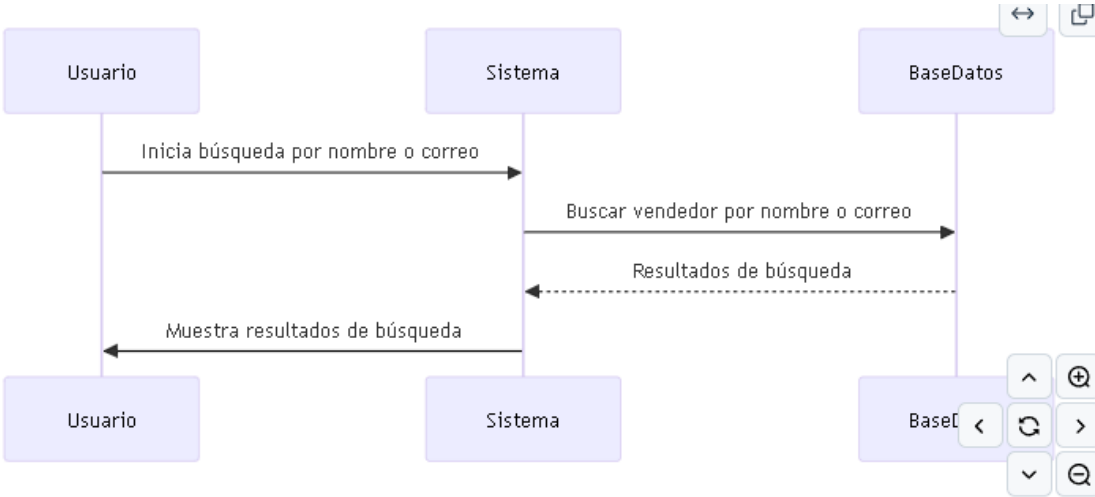 Usuario
Sistema
BaseDatos
Inicia búsqueda por nombre o correo
Buscar vendedor por nombre o correo
Resultados de búsqueda
Muestra resultados de búsqueda
Usuario
Sistema